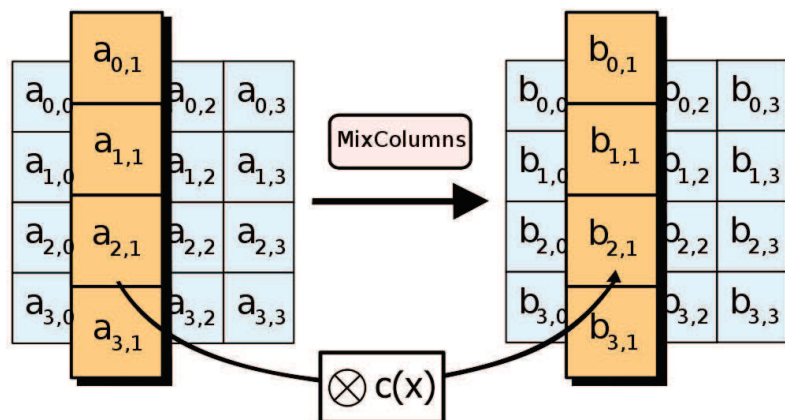 a0,0 a0,1 a0,2 a0,3
a1,0 a1,1 a1,2 a1,3
a2,0 a2,1 a2,2 a2,3
a3,0 a3,1 a3,2 a3,3
MixColumns
b0,0 b0,1 b0,2 b0,3
b1,0 b1,1 b1,2 b1,3
b2,0 b2,1 b2,2 b2,3
b3,0 b3,1 b3,2 b3,3
⊗ c(x)